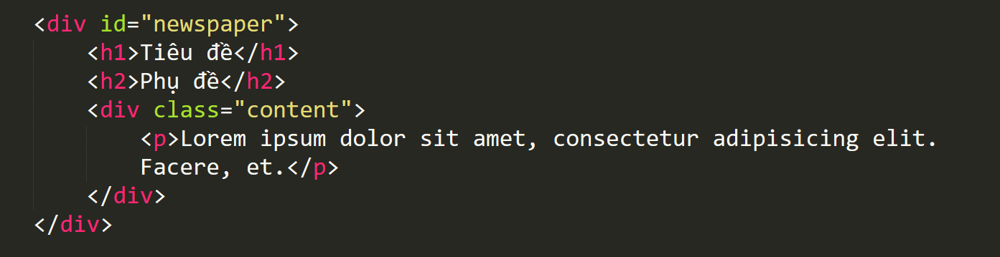 <div id="newspaper">
<h1>Tiêu đề</h1>
<h2>Phụ đề</h2>
<div class="content">
<p>Lorem ipsum dolor sit amet, consectetur adipisicing elit.
Facere, et.</p>
</div>
</div>